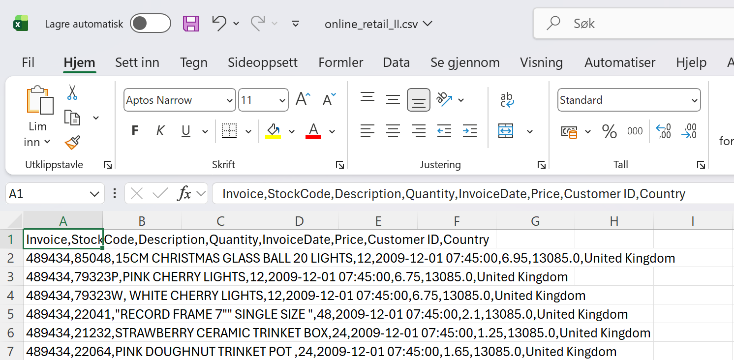 Lagre automatisk online_retail_II.csv Søk
Fil Hjem Sett inn Tegn Sideoppsett Formler Data Se gjennom Visning Automatiser Hjelp A
Aptos Narrow 11 A A ab Standard
Lim inn F K U A % 000 for
Utklippstavle Skrift Justering Tall
A1 fx Invoice,StockCode,Description,Quantity,InvoiceDate,Price,Customer ID,Country
A B C D E F G H I
1 Invoice,StockCode,Description,Quantity,InvoiceDate,Price,Customer ID,Country
2 489434,85048,15CM CHRISTMAS GLASS BALL 20 LIGHTS,12,2009-12-01 07:45:00,6.95,13085.0,United Kingdom
3 489434,79323P,PINK CHERRY LIGHTS,12,2009-12-01 07:45:00,6.75,13085.0,United Kingdom
4 489434,79323W, WHITE CHERRY LIGHTS,12,2009-12-01 07:45:00,6.75,13085.0,United Kingdom
5 489434,22041,"RECORD FRAME 7"" SINGLE SIZE ",48,2009-12-01 07:45:00,2.1,13085.0,United Kingdom
6 489434,21232,STRAWBERRY CERAMIC TRINKET BOX,24,2009-12-01 07:45:00,1.25,13085.0,United Kingdom
7 489434,22064,PINK DOUGHNUT TRINKET POT ,24,2009-12-01 07:45:00,1.65,13085.0,United Kingdom